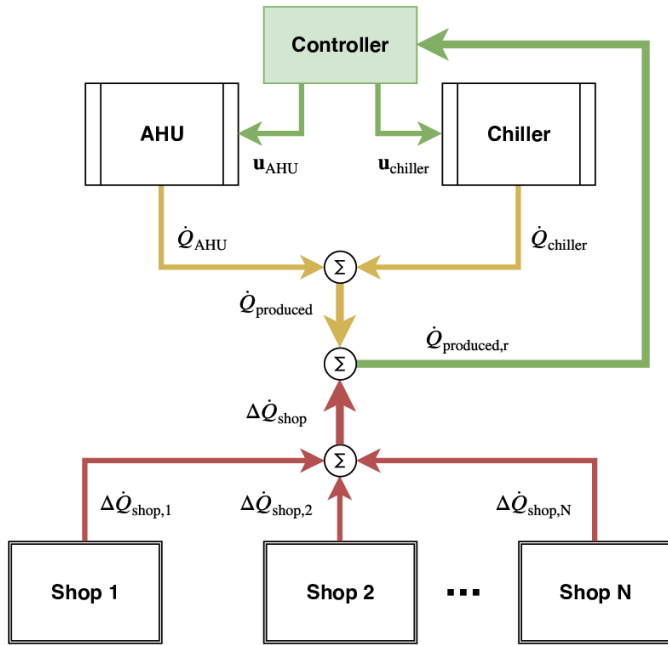 Controller
AHU
Chiller
𝐮_AHU
𝐮_chiller
Q̇_AHU
Σ
Q̇_chiller
Q̇_produced
Σ
Q̇_produced,r
ΔQ̇_shop
Σ
ΔQ̇_shop,1
ΔQ̇_shop,2
ΔQ̇_shop,N
Shop 1
Shop 2
...
Shop N